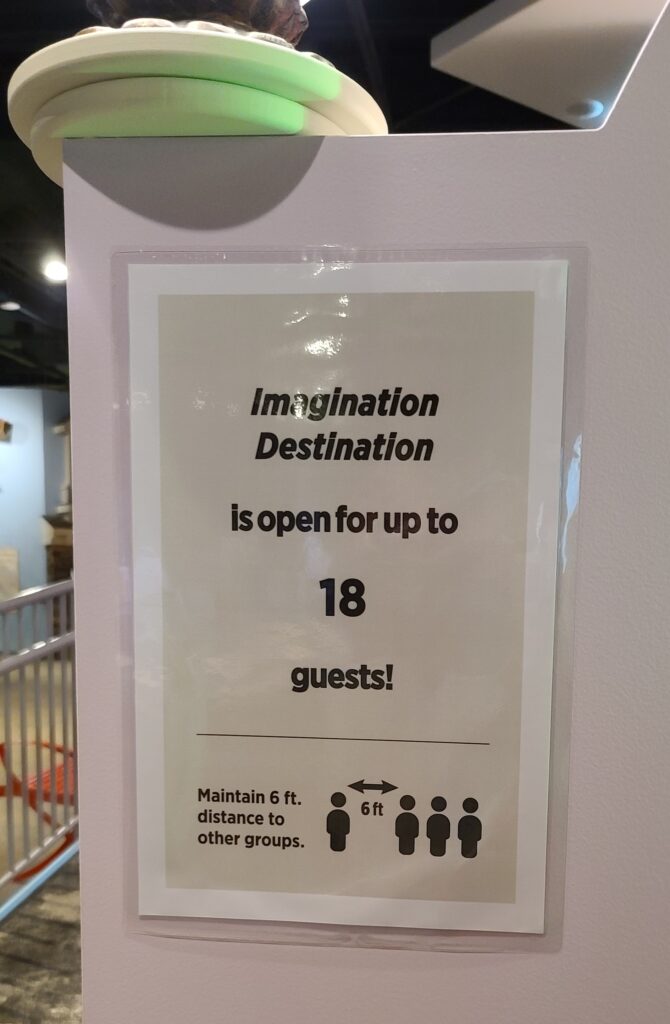 Imagination
Destination
is open for up to
18
guests!
Maintain 6 ft.
distance to
other groups.
6 ft